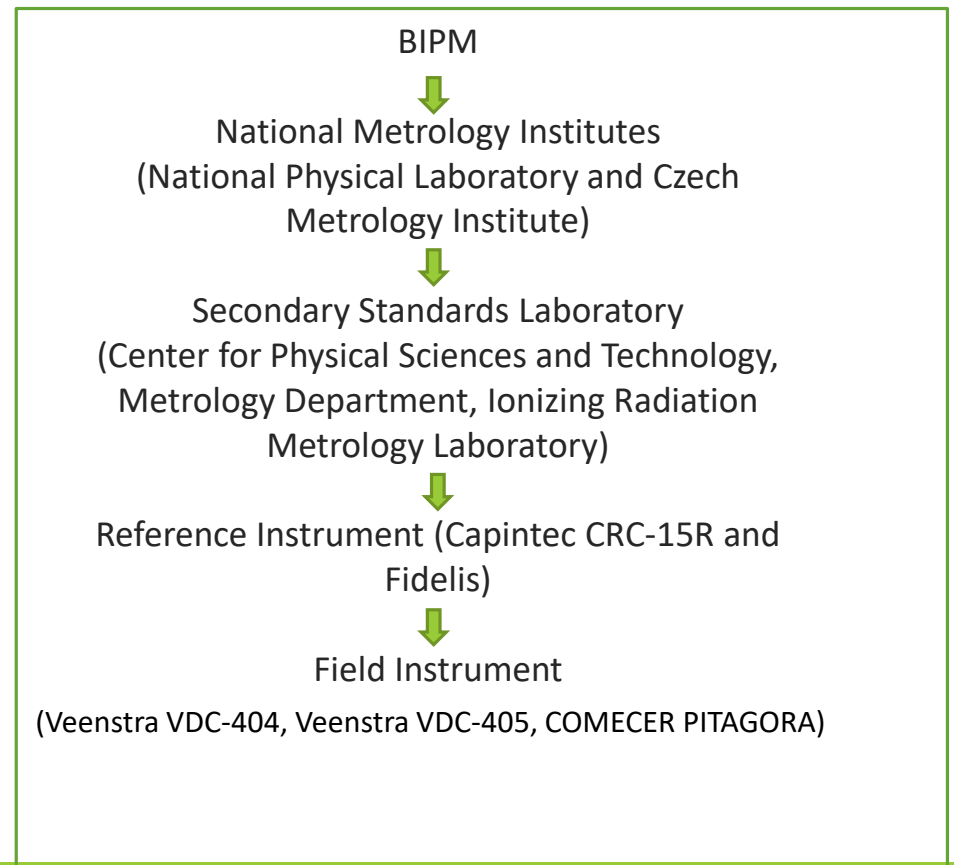 BIPM
National Metrology Institutes
(National Physical Laboratory and Czech
Metrology Institute)
Secondary Standards Laboratory
(Center for Physical Sciences and Technology,
Metrology Department, Ionizing Radiation
Metrology Laboratory)
Reference Instrument (Capintec CRC-15R and
Fidelis)
Field Instrument
(Veenstra VDC-404, Veenstra VDC-405, COMECER PITAGORA)